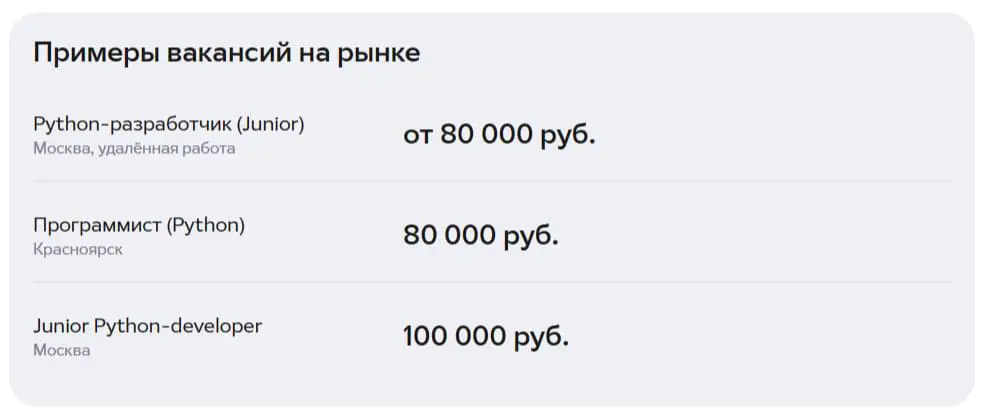 Примеры вакансий на рынке
Python-разработчик (Junior)
Москва, удалённая работа
от 80 000 руб.
Программист (Python)
Красноярск
80 000 руб.
Junior Python-developer
Москва
100 000 руб.